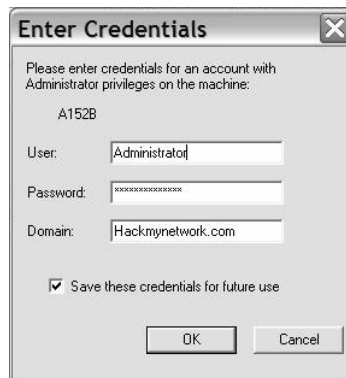 Enter Credentials
Please enter credentials for an account with
Administrator privileges on the machine:
A152B
User: Administrator
Password: **************
Domain: Hackmynetwork.com
Save these credentials for future use
OK Cancel